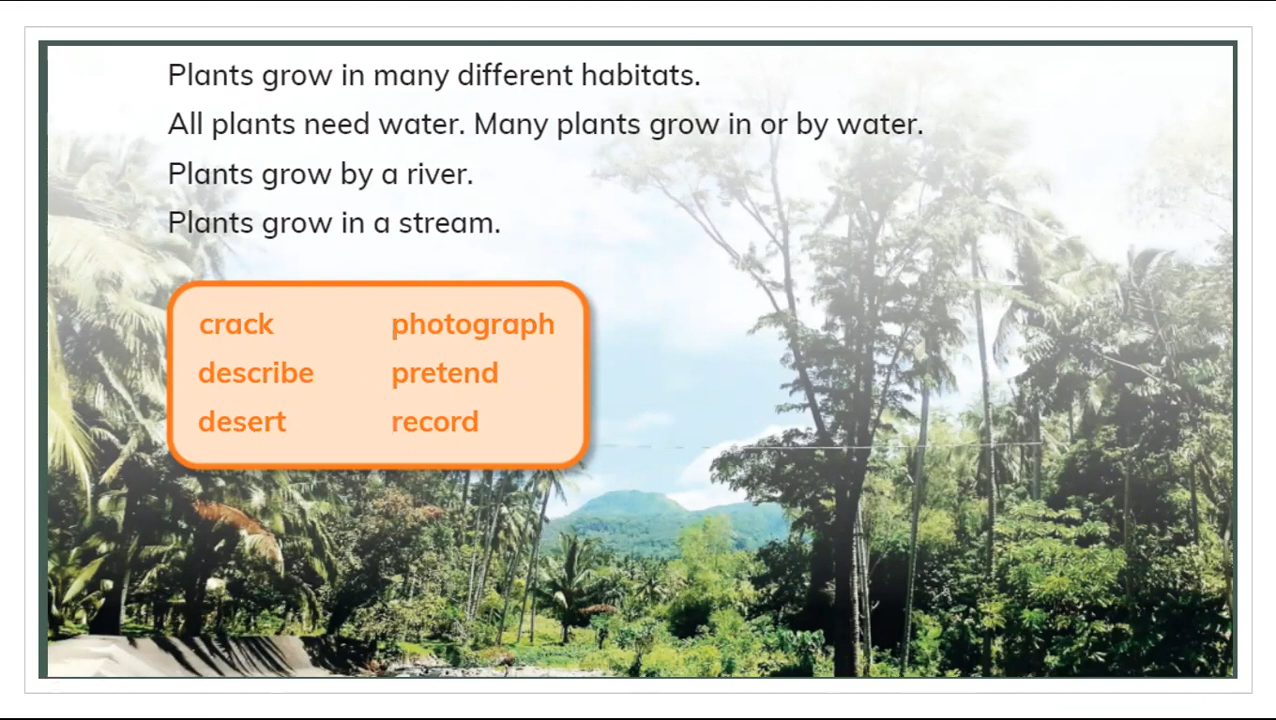 Plants grow in many different habitats.
All plants need water. Many plants grow in or by water.
Plants grow by a river.
Plants grow in a stream.
crack photograph
describe pretend
desert record